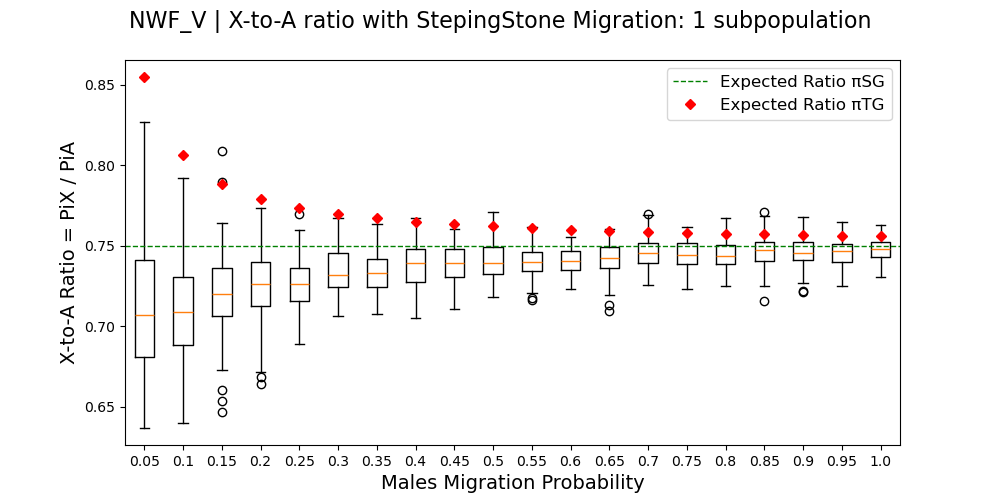 NWF_V | X-to-A ratio with StepingStone Migration: 1 subpopulation
Expected Ratio πSG
Expected Ratio πTG
X-to-A Ratio = PiX / PiA
0.85
0.80
0.75
0.70
0.65
0.05 0.1 0.15 0.2 0.25 0.3 0.35 0.4 0.45 0.5 0.55 0.6 0.65 0.7 0.75 0.8 0.85 0.9 0.95 1.0
Males Migration Probability